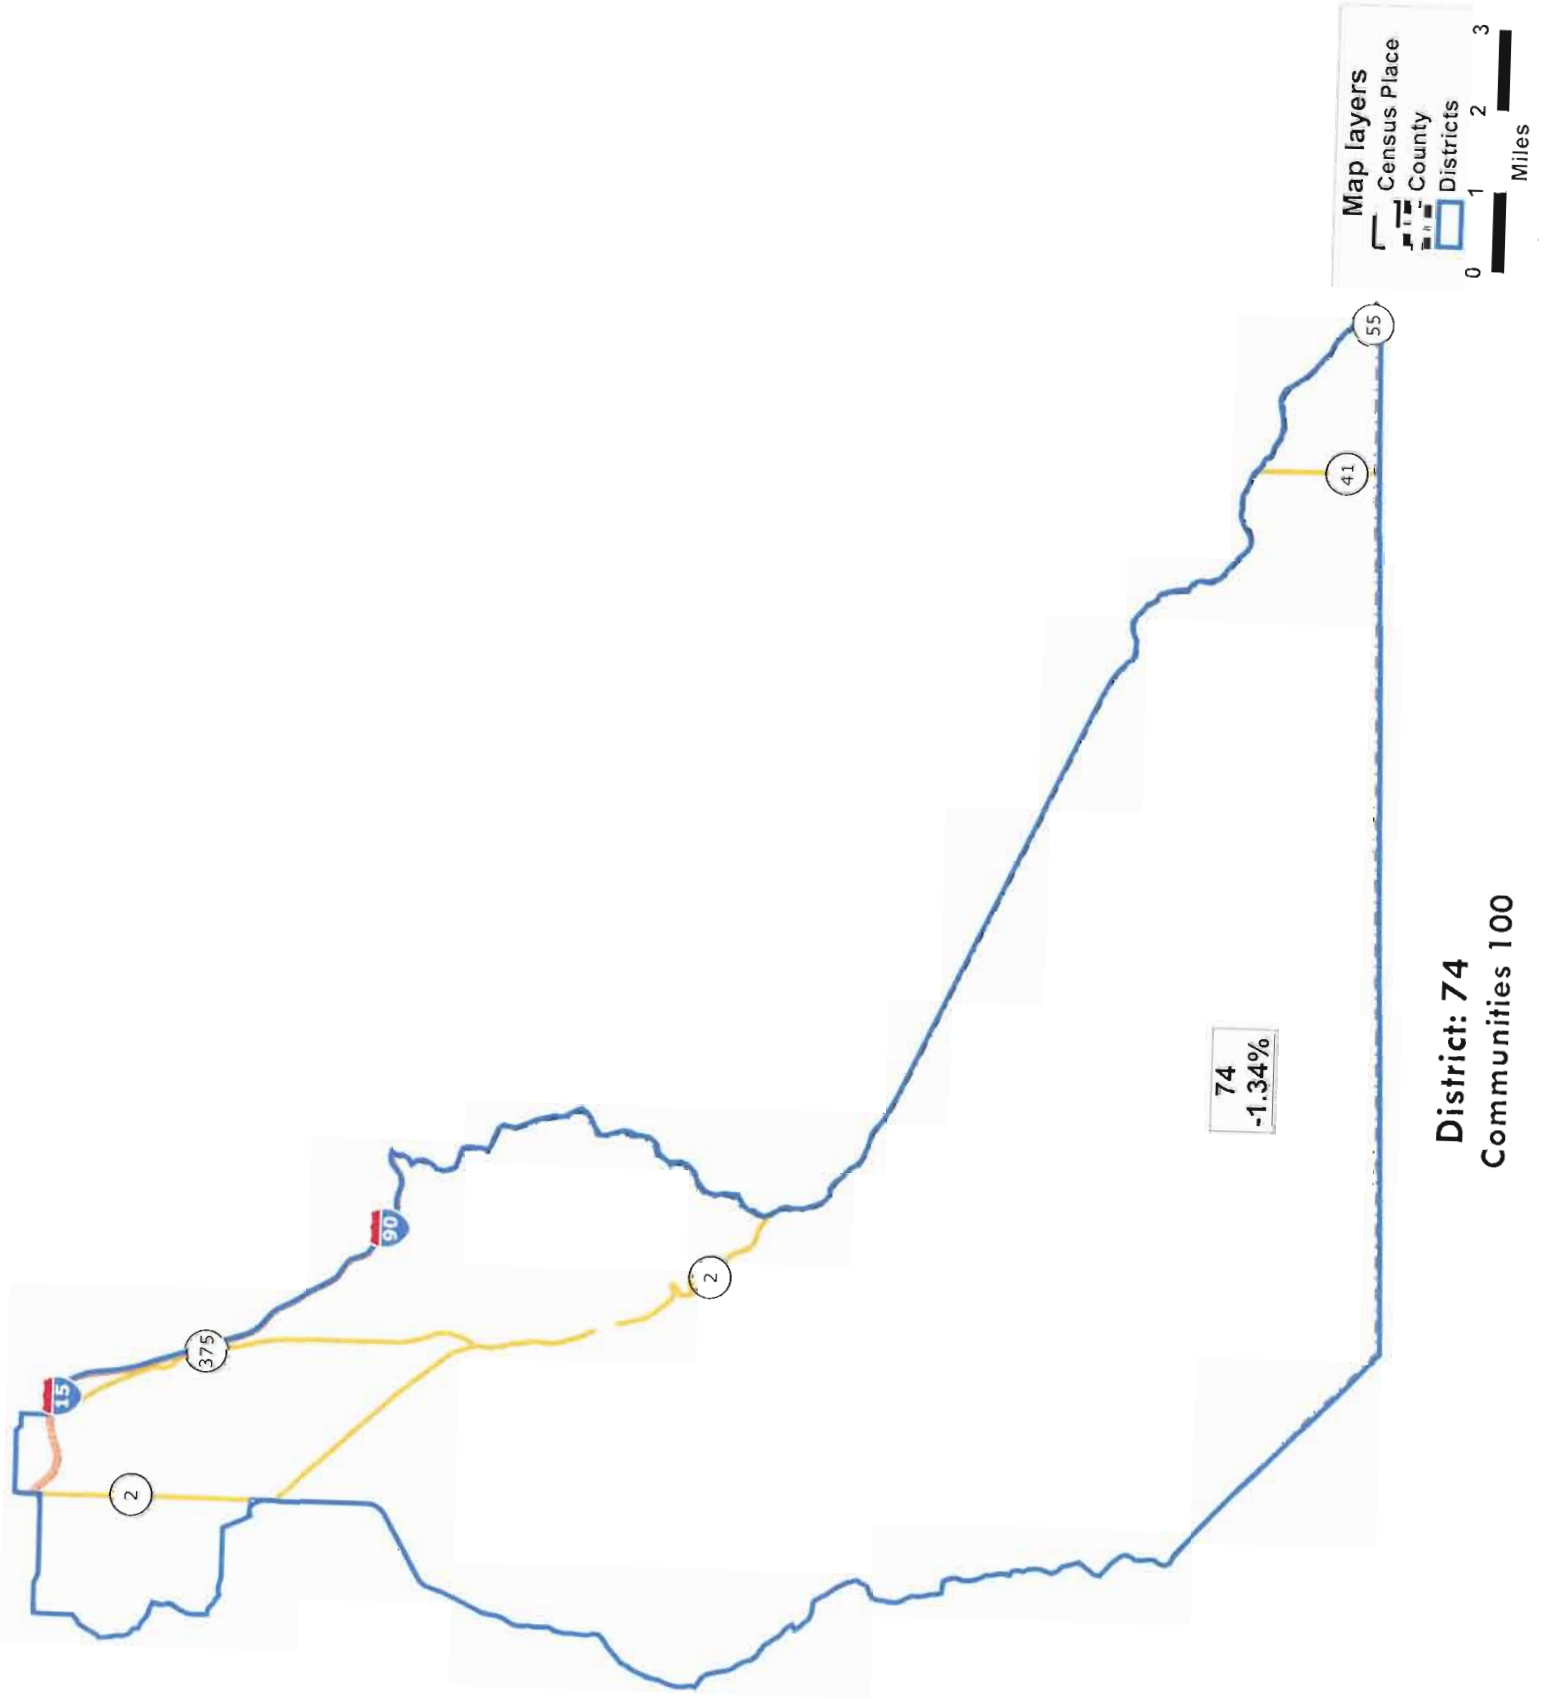 2
15
375
90
2
74
-1.34%
41
55
Map layers
Census Place
County
Districts
0 1 2 3
Miles
District: 74
Communities 100